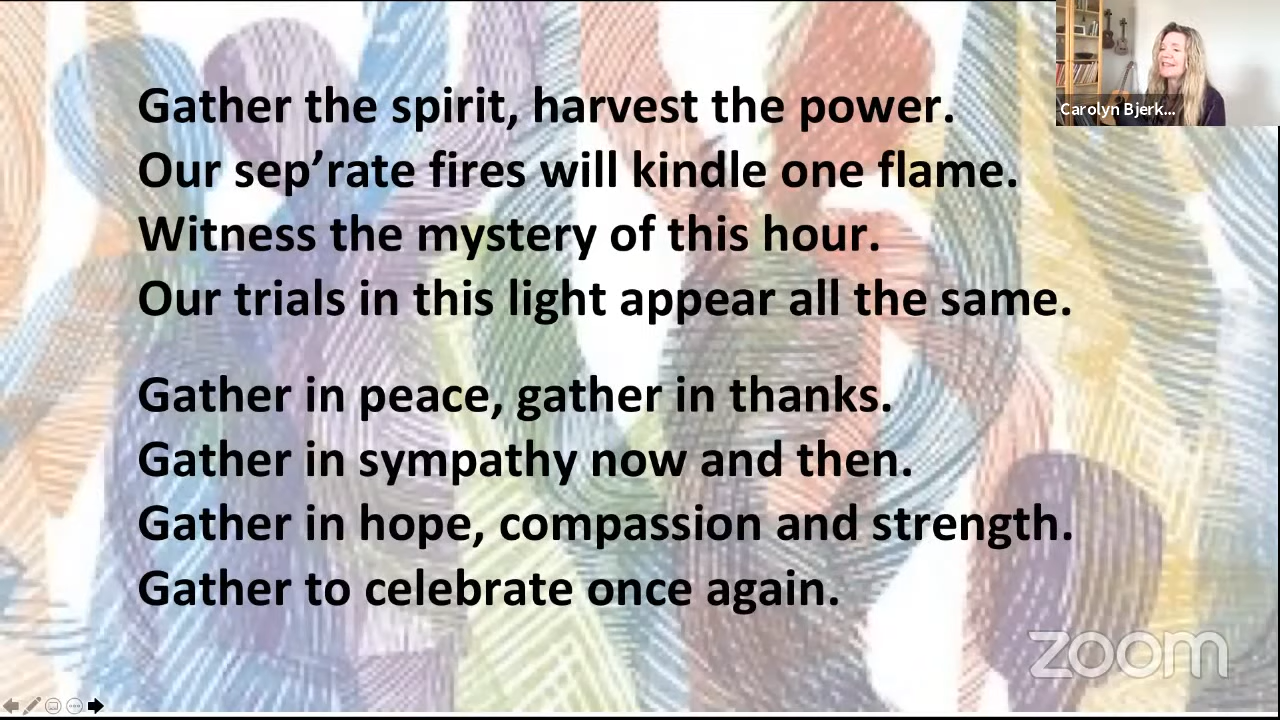 Gather the spirit, harvest the power.
Our sep’rate fires will kindle one flame.
Witness the mystery of this hour.
Our trials in this light appear all the same.
Gather in peace, gather in thanks.
Gather in sympathy now and then.
Gather in hope, compassion and strength.
Gather to celebrate once again.
Carolyn Bjerk...
zoom